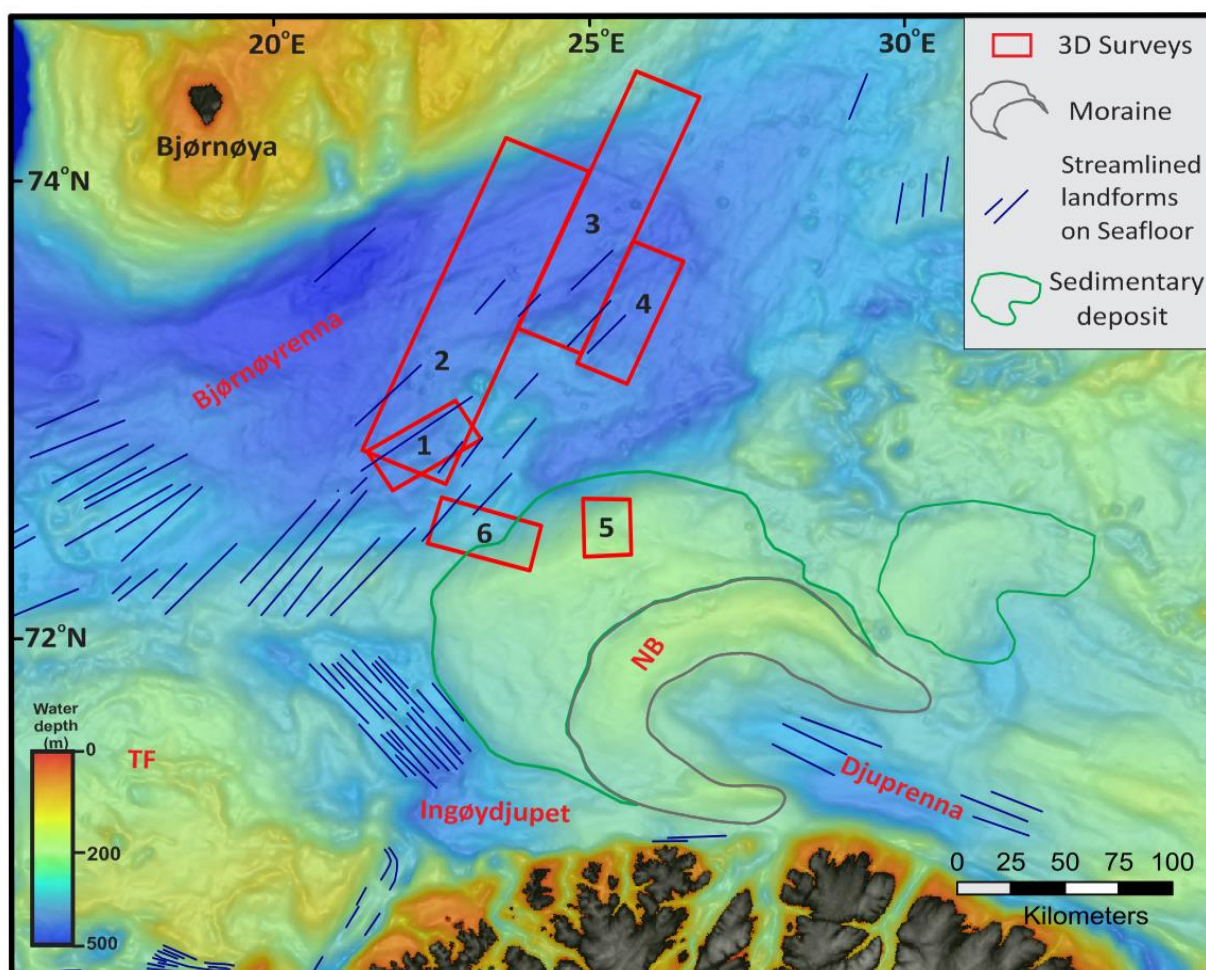 20°E
25°E
30°E
3D Surveys
Moraine
Streamlined
landforms
on Seafloor
Sedimentary
deposit
Bjørnøya
74°N
3
4
Bjørnøyrenna
2
1
6
5
72°N
NB
Water
depth
(m)
0
200
500
TF
Ingøydjupet
Djuprenna
0 25 50 75 100
Kilometers